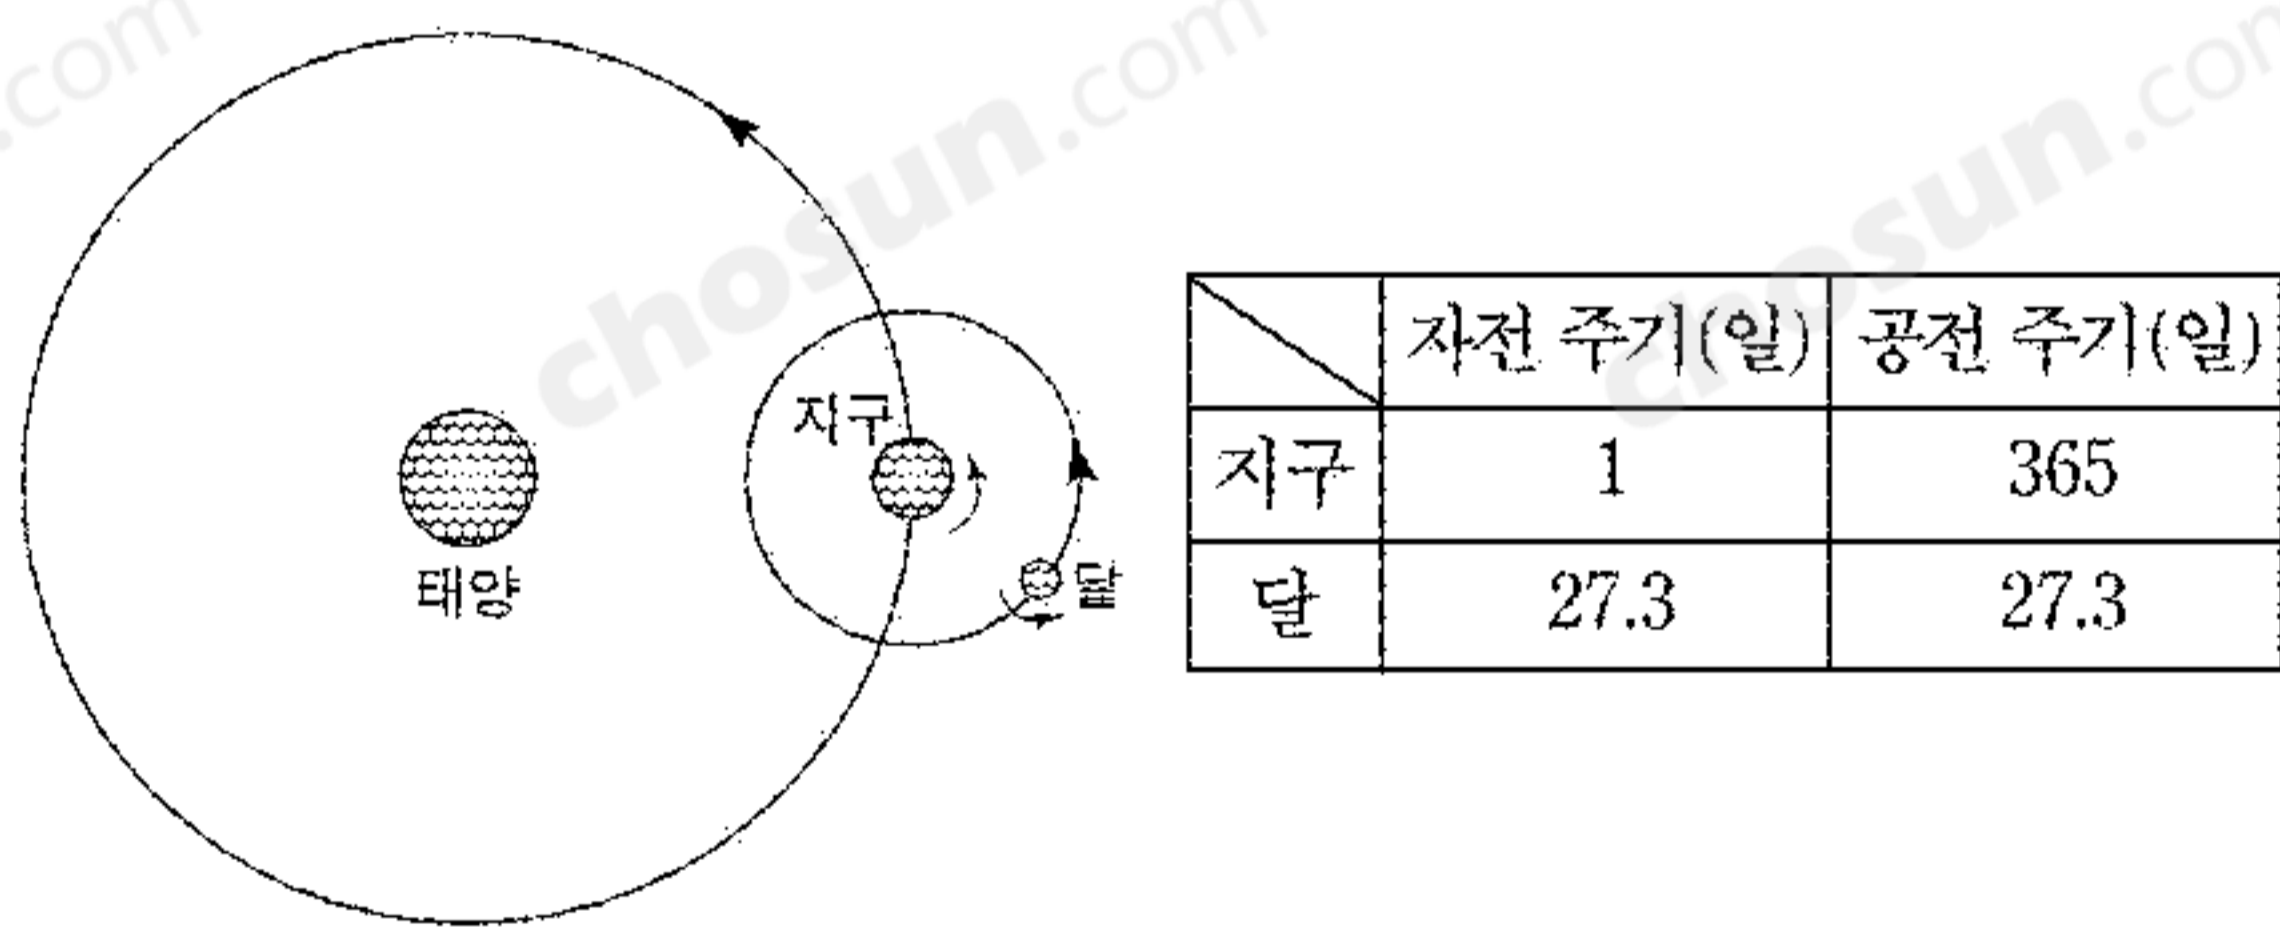 .com
chosun.com
chosun.com
지구
태양
달
자전 주기(일) 공전 주기(일)
지구 1 365
달 27.3 27.3